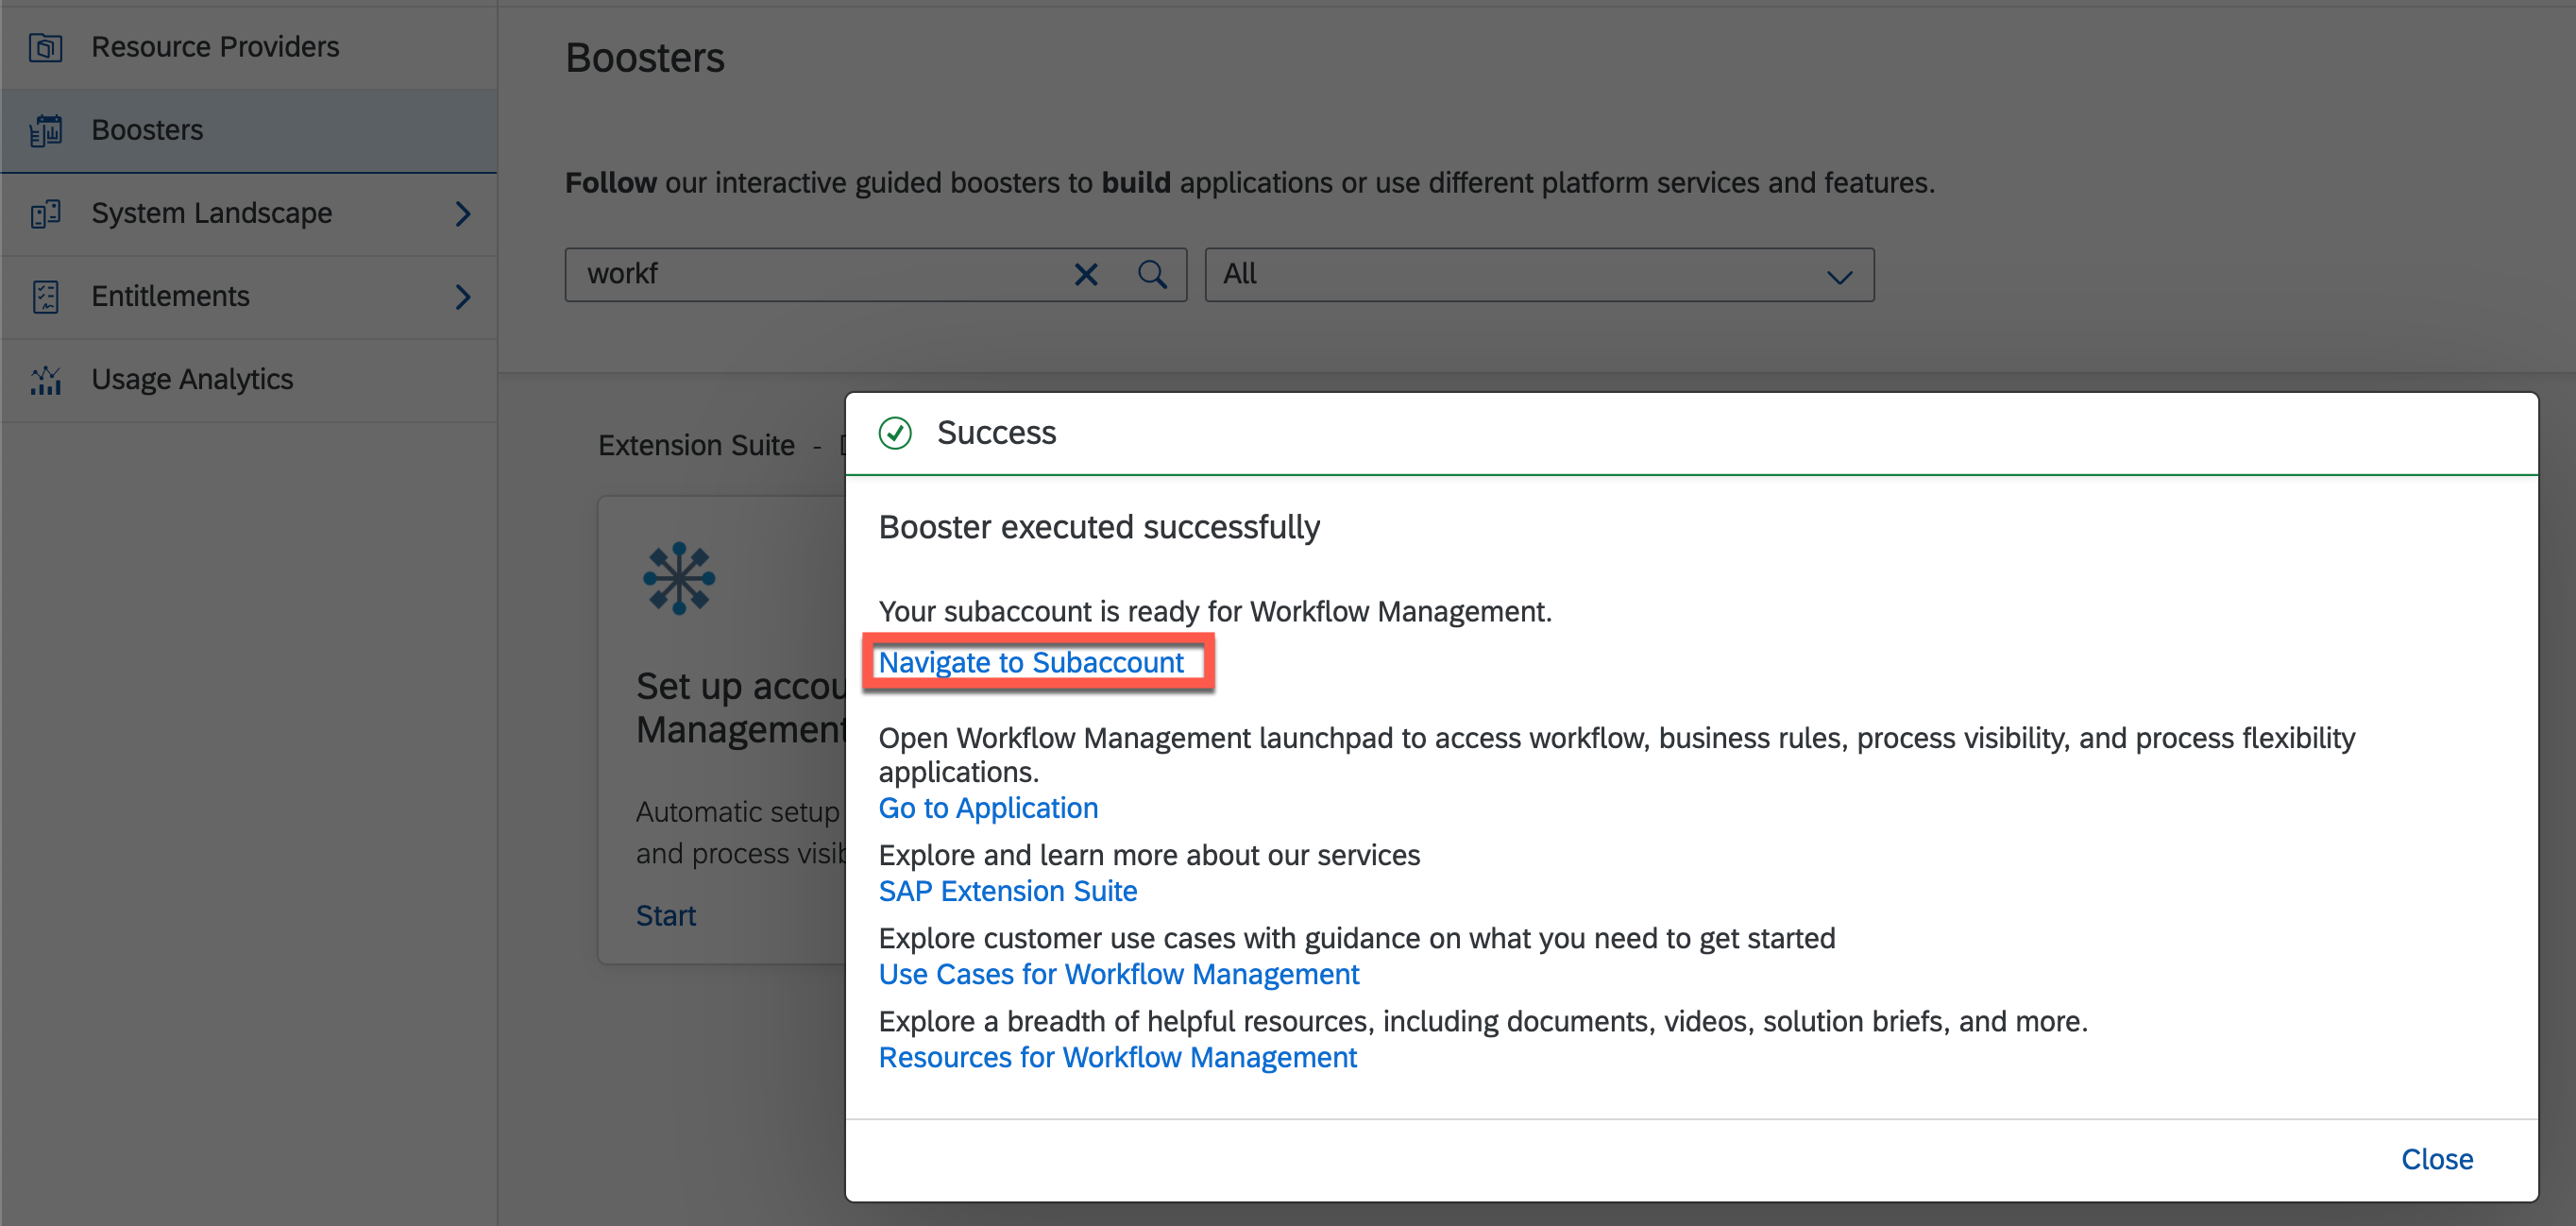 Resource Providers
Boosters
System Landscape
Entitlements
Usage Analytics
Boosters
Follow our interactive guided boosters to build applications or use different platform services and features.
workf
All
Extension Suite -
Set up accou
Management
Automatic setup
and process visib
Start
Success
Booster executed successfully
Your subaccount is ready for Workflow Management.
Navigate to Subaccount
Open Workflow Management launchpad to access workflow, business rules, process visibility, and process flexibility
applications.
Go to Application
Explore and learn more about our services
SAP Extension Suite
Explore customer use cases with guidance on what you need to get started
Use Cases for Workflow Management
Explore a breadth of helpful resources, including documents, videos, solution briefs, and more.
Resources for Workflow Management
Close